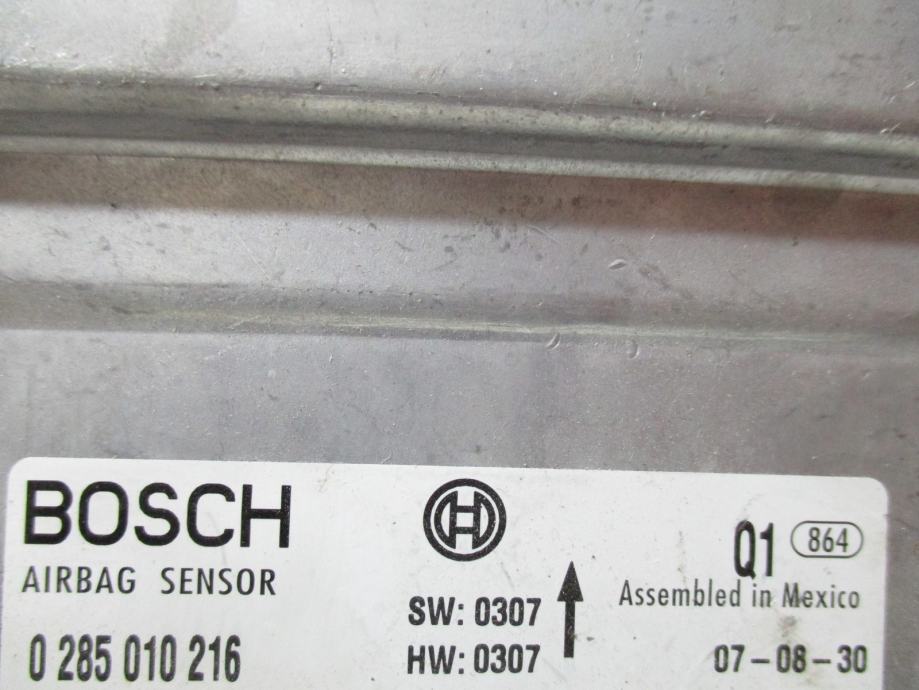 BOSCH
AIRBAG SENSOR
0 285 010 216
SW: 0307
HW: 0307
Q1 864
Assembled in Mexico
07-08-30